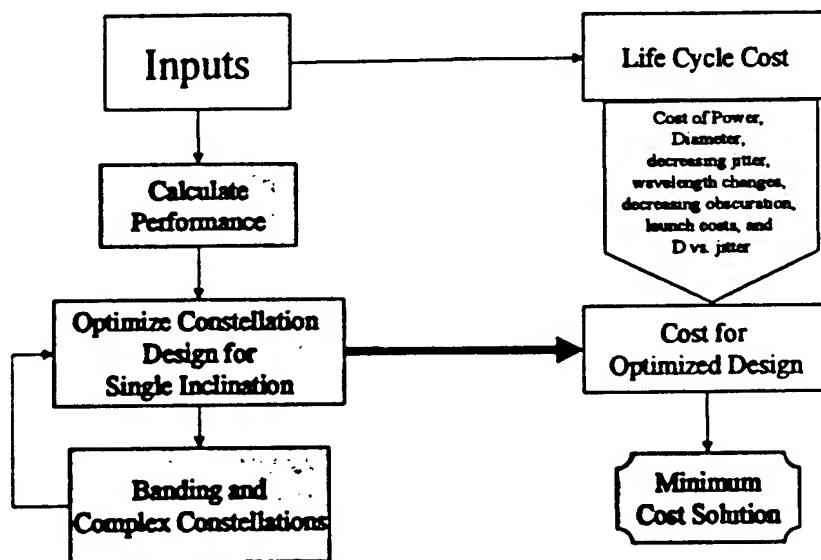 Inputs
Life Cycle Cost
Cost of Power,
Diameter,
decreasing jitter,
wavelength changes,
decreasing obscuration,
launch costs, and
D vs. jitter
Calculate
Performance
Optimize Constellation
Design for
Single Inclination
Cost for
Optimized Design
Banding and
Complex Constellations
Minimum
Cost Solution